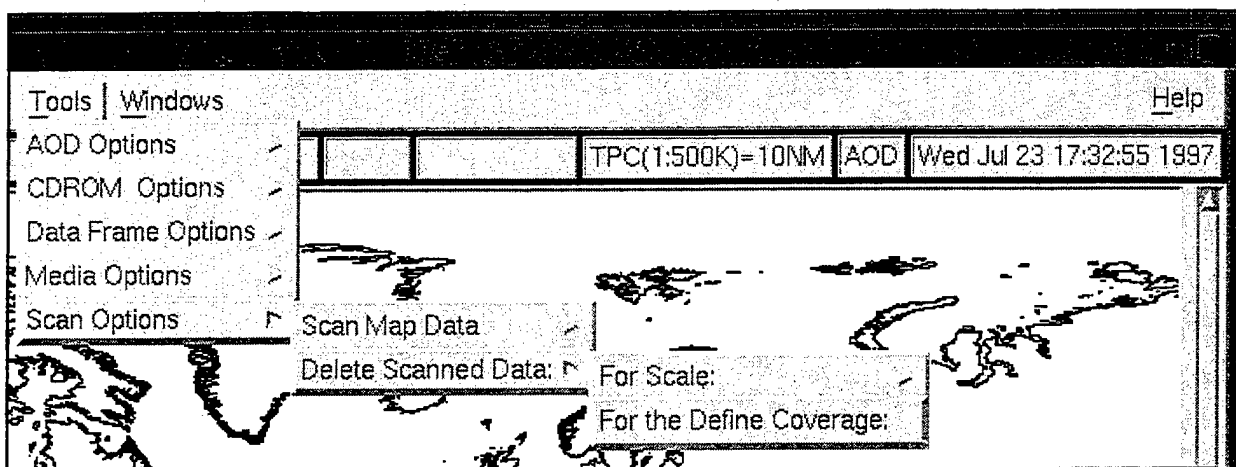 Tools Windows Help
AOD Options
TPC(1:500K)=10NM AOD Wed Jul 23 17:32:55 1997
CDROM Options
Data Frame Options
Media Options
Scan Options
Scan Map Data
Delete Scanned Data:
For Scale:
For the Define Coverage: